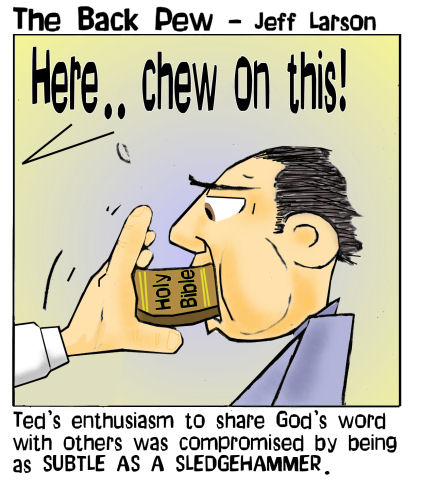 The Back Pew - Jeff Larson
Here.. chew on this!
Holy
Bible
Ted's enthusiasm to share God's word
with others was compromised by being
as SUBTLE AS A SLEDGEHAMMER.